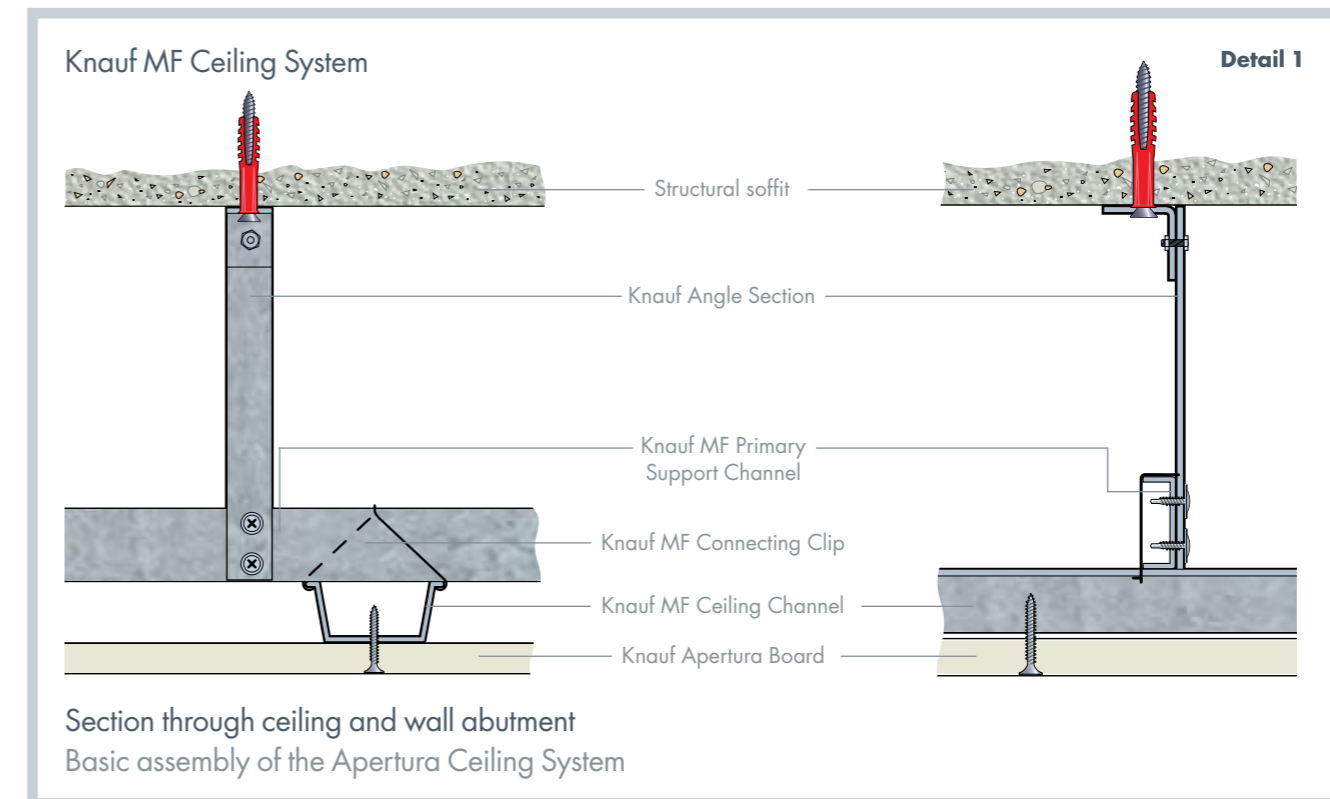 Knauf MF Ceiling System
Detail 1
Structural soffit
Knauf Angle Section
Knauf MF Primary
Support Channel
Knauf MF Connecting Clip
Knauf MF Ceiling Channel
Knauf Apertura Board
Section through ceiling and wall abutment
Basic assembly of the Apertura Ceiling System